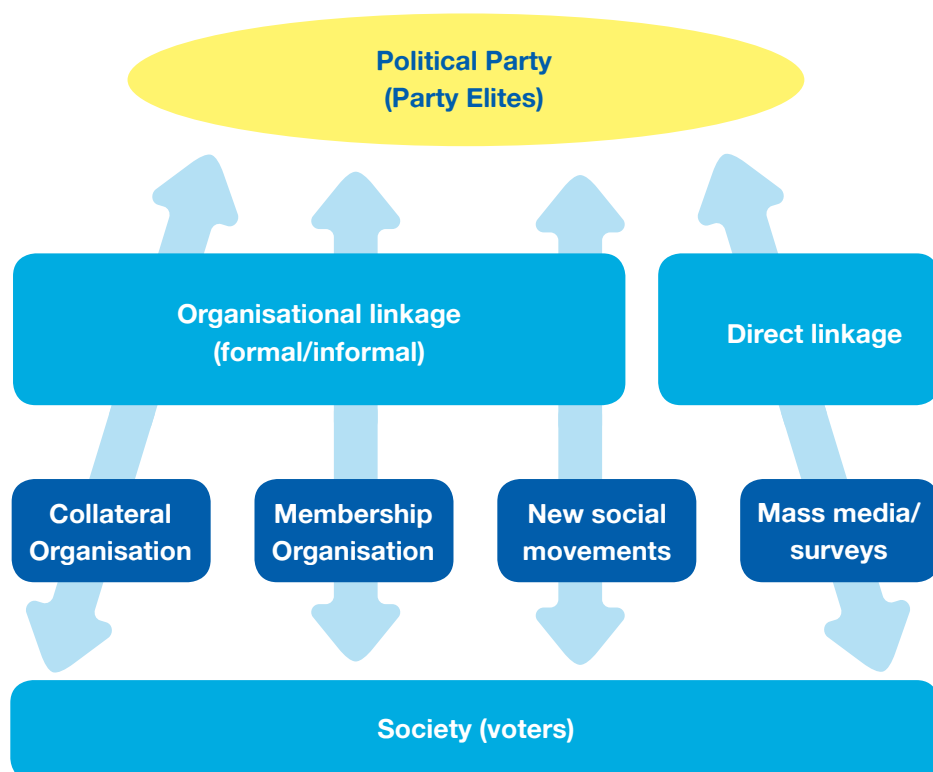 Political Party
(Party Elites)
Organisational linkage
(formal/informal)
Direct linkage
Collateral
Organisation
Membership
Organisation
New social
movements
Mass media/
surveys
Society (voters)